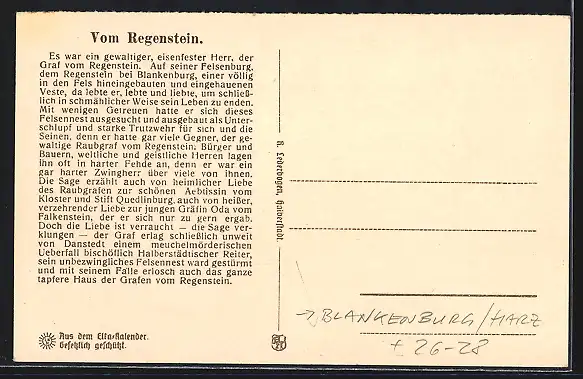 Vom Regenstein.
Es war ein gewaltiger, eisenfester Herr, der
Graf vom Regenstein. Auf seiner Felsenburg,
dem Regenstein bei Blankenburg, einer völlig
in den Fels hineingebauten und eingehauenen
Veste, da lebte er, lebte und liebte, um schließ-
lich in schmählicher Weise sein Leben zu enden.
Mit wenigen Getreuen hatte er sich dieses
Felsennest ausgesucht und ausgebaut als Unter-
schlupf und starke Trutzwehr für sich und die
Seinen, denn er hatte gar viele Gegner, der ge-
waltige Raubgraf vom Regenstein: Bürger und
Bauern, weltliche und geistliche Herren lagen
ihn oft in harter Fehde an, denn er war ein
gar harter Zwingherr über viele von ihnen.
Die Sage erzählt auch von heimlicher Liebe
des Raubgrafen zur schönen Aebtissin vom
Kloster und Stift Quedlinburg, auch von heißer,
verzehrender Liebe zur jungen Gräfin Oda vom
Falkenstein, der er sich nur zu gern ergab.
Doch die Liebe ist verraucht — die Sage ver-
klungen — der Graf erlag schließlich unweit
von Danstedt einem meuchelmörderischen
Ueberfall bischöflich Halberstädtischer Reiter,
sein unbezwingliches Felsennest ward gestürmt
und mit seinem Falle erlosch auch das ganze
tapfere Haus der Grafen vom Regenstein.
Aus dem Elta-Kalender.
Gesetzlich geschützt.
R. Lederbogen, Halberstadt.
→ BLANKENBURG/HARZ
+ 26-28